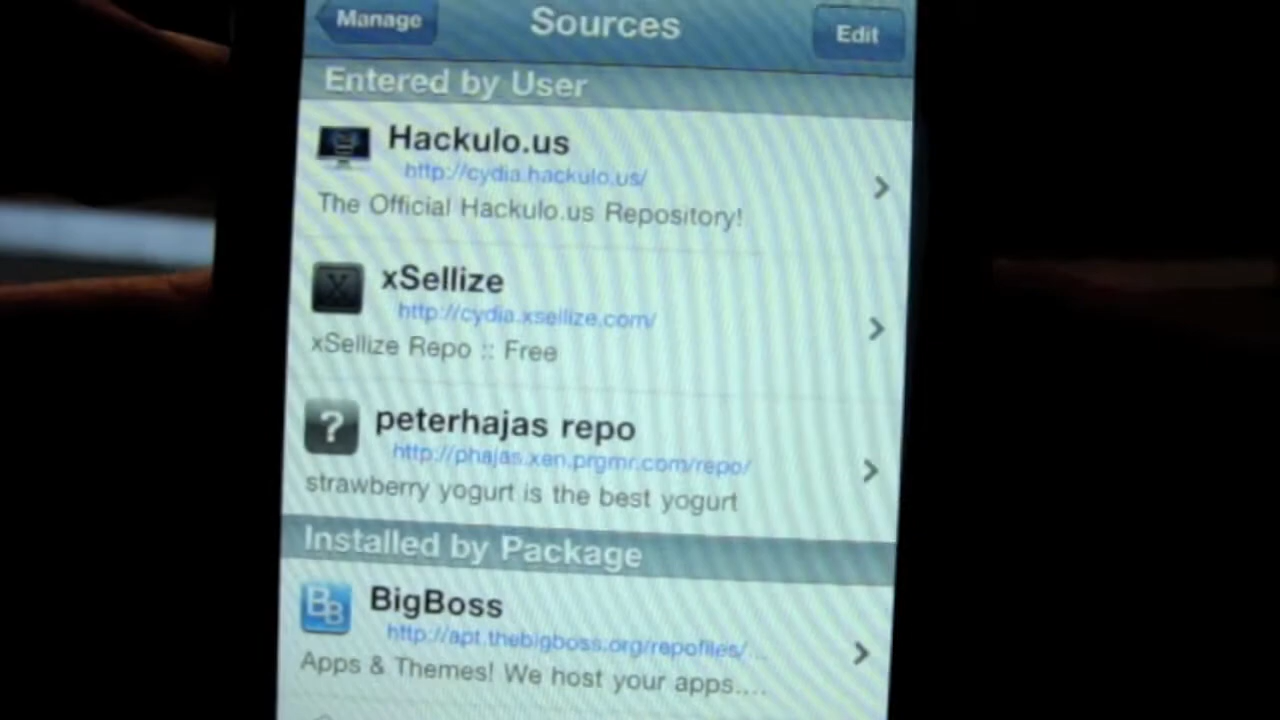 Manage
Sources
Edit
Entered by User
Hackulo.us
http://cydia.hackulo.us/
The Official Hackulo.us Repository!
X
xSellize
http://cydia.xsellize.com/
xSellize Repo :: Free
?
peterhajas repo
http://phajas.xen.prgmr.com/repo/
strawberry yogurt is the best yogurt
Installed by Package
BB
BigBoss
http://apt.thebigboss.org/repofiles/...
Apps & Themes! We host your apps....